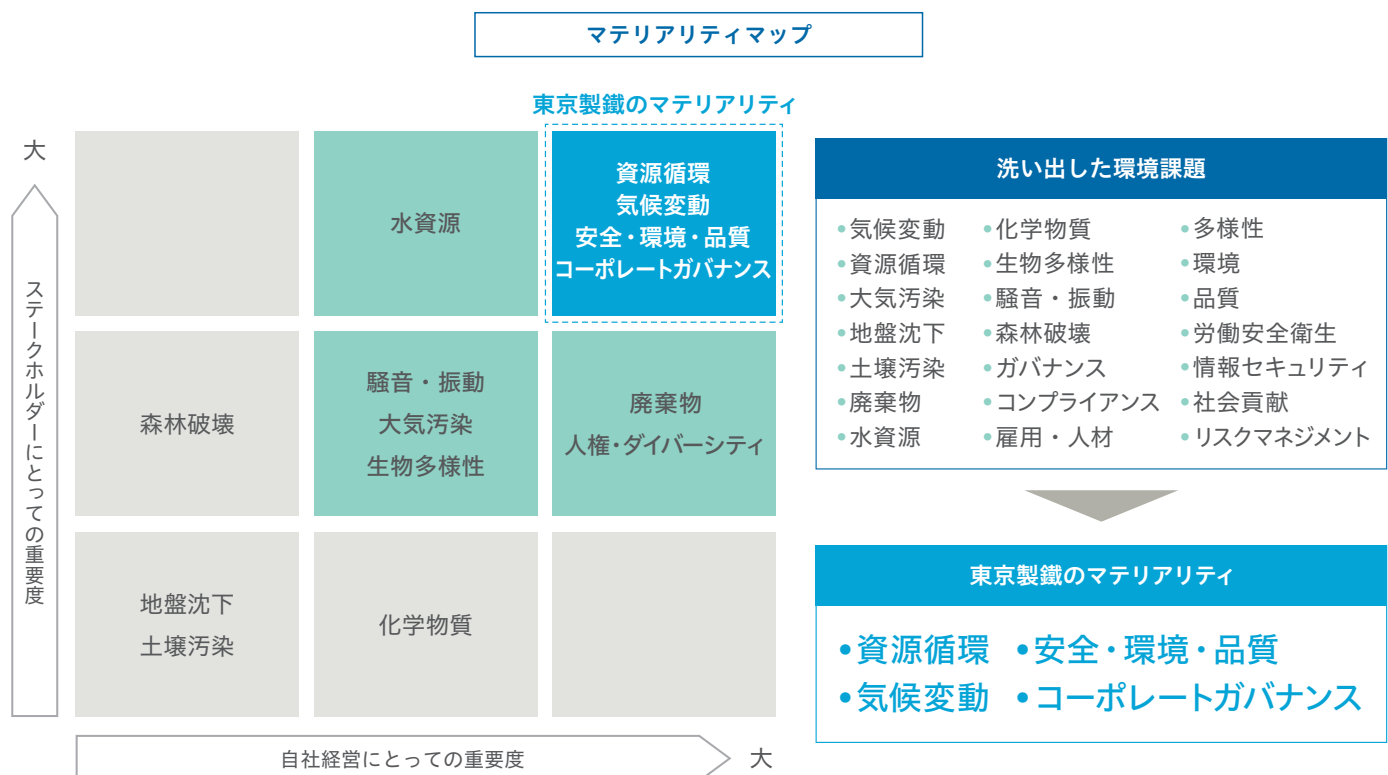 マテリアリティマップ
東京製鐵のマテリアリティ
大
ステークホルダーにとっての重要度
水資源
資源循環
気候変動
安全・環境・品質
コーポレートガバナンス
森林破壊
騒音・振動
大気汚染
生物多様性
廃棄物
人権・ダイバーシティ
地盤沈下
土壌汚染
化学物質
自社経営にとっての重要度
大
洗い出した環境課題
•気候変動
•資源循環
•大気汚染
•地盤沈下
•土壌汚染
•廃棄物
•水資源
•化学物質
•生物多様性
•騒音・振動
•森林破壊
•ガバナンス
•コンプライアンス
•雇用・人材
•多様性
•環境
•品質
•労働安全衛生
•情報セキュリティ
•社会貢献
•リスクマネジメント
東京製鐵のマテリアリティ
•資源循環
•気候変動
•安全・環境・品質
•コーポレートガバナンス